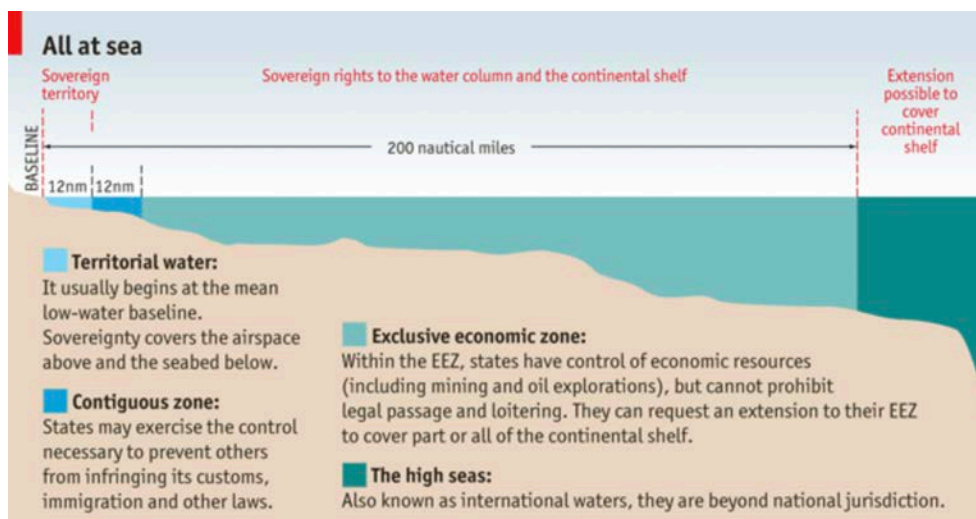 All at sea
Sovereign
territory
Sovereign rights to the water column and the continental shelf
Extension
possible to
cover
continental
shelf
BASELINE
200 nautical miles
12nm
12nm
Territorial water:
It usually begins at the mean
low-water baseline.
Sovereignty covers the airspace
above and the seabed below.
Contiguous zone:
States may exercise the control
necessary to prevent others
from infringing its customs,
immigration and other laws.
Exclusive economic zone:
Within the EEZ, states have control of economic resources
(including mining and oil explorations), but cannot prohibit
legal passage and loitering. They can request an extension to their EEZ
to cover part or all of the continental shelf.
The high seas:
Also known as international waters, they are beyond national jurisdiction.